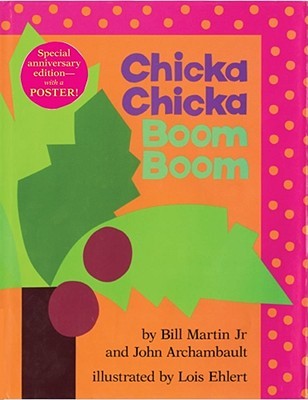 Special
anniversary
edition—
with a
POSTER!
Chicka
Chicka
Boom
Boom
by Bill Martin Jr
and John Archambault
illustrated by Lois Ehlert